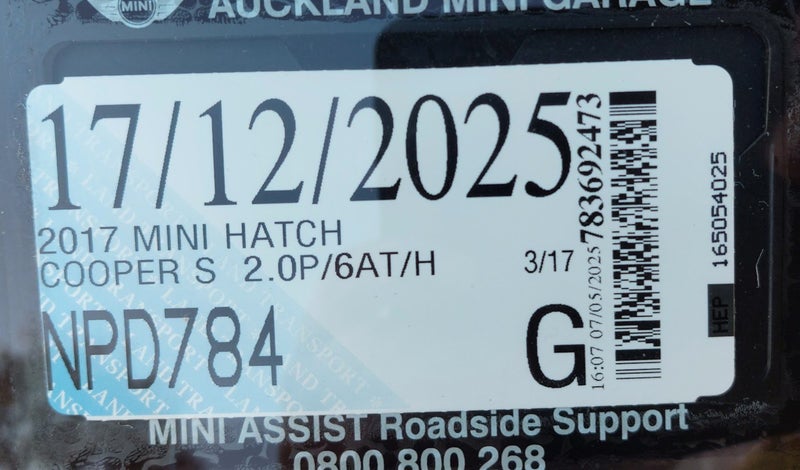 MINI
AUCKLAND MINI GARAGE
17/12/2025
2017 MINI HATCH
COOPER S 2.0P/6AT/H 3/17
NPD784
G
16:07 07/05/2025 783692473
HEP 165054025
MINI ASSIST Roadside Support
0800 800 268